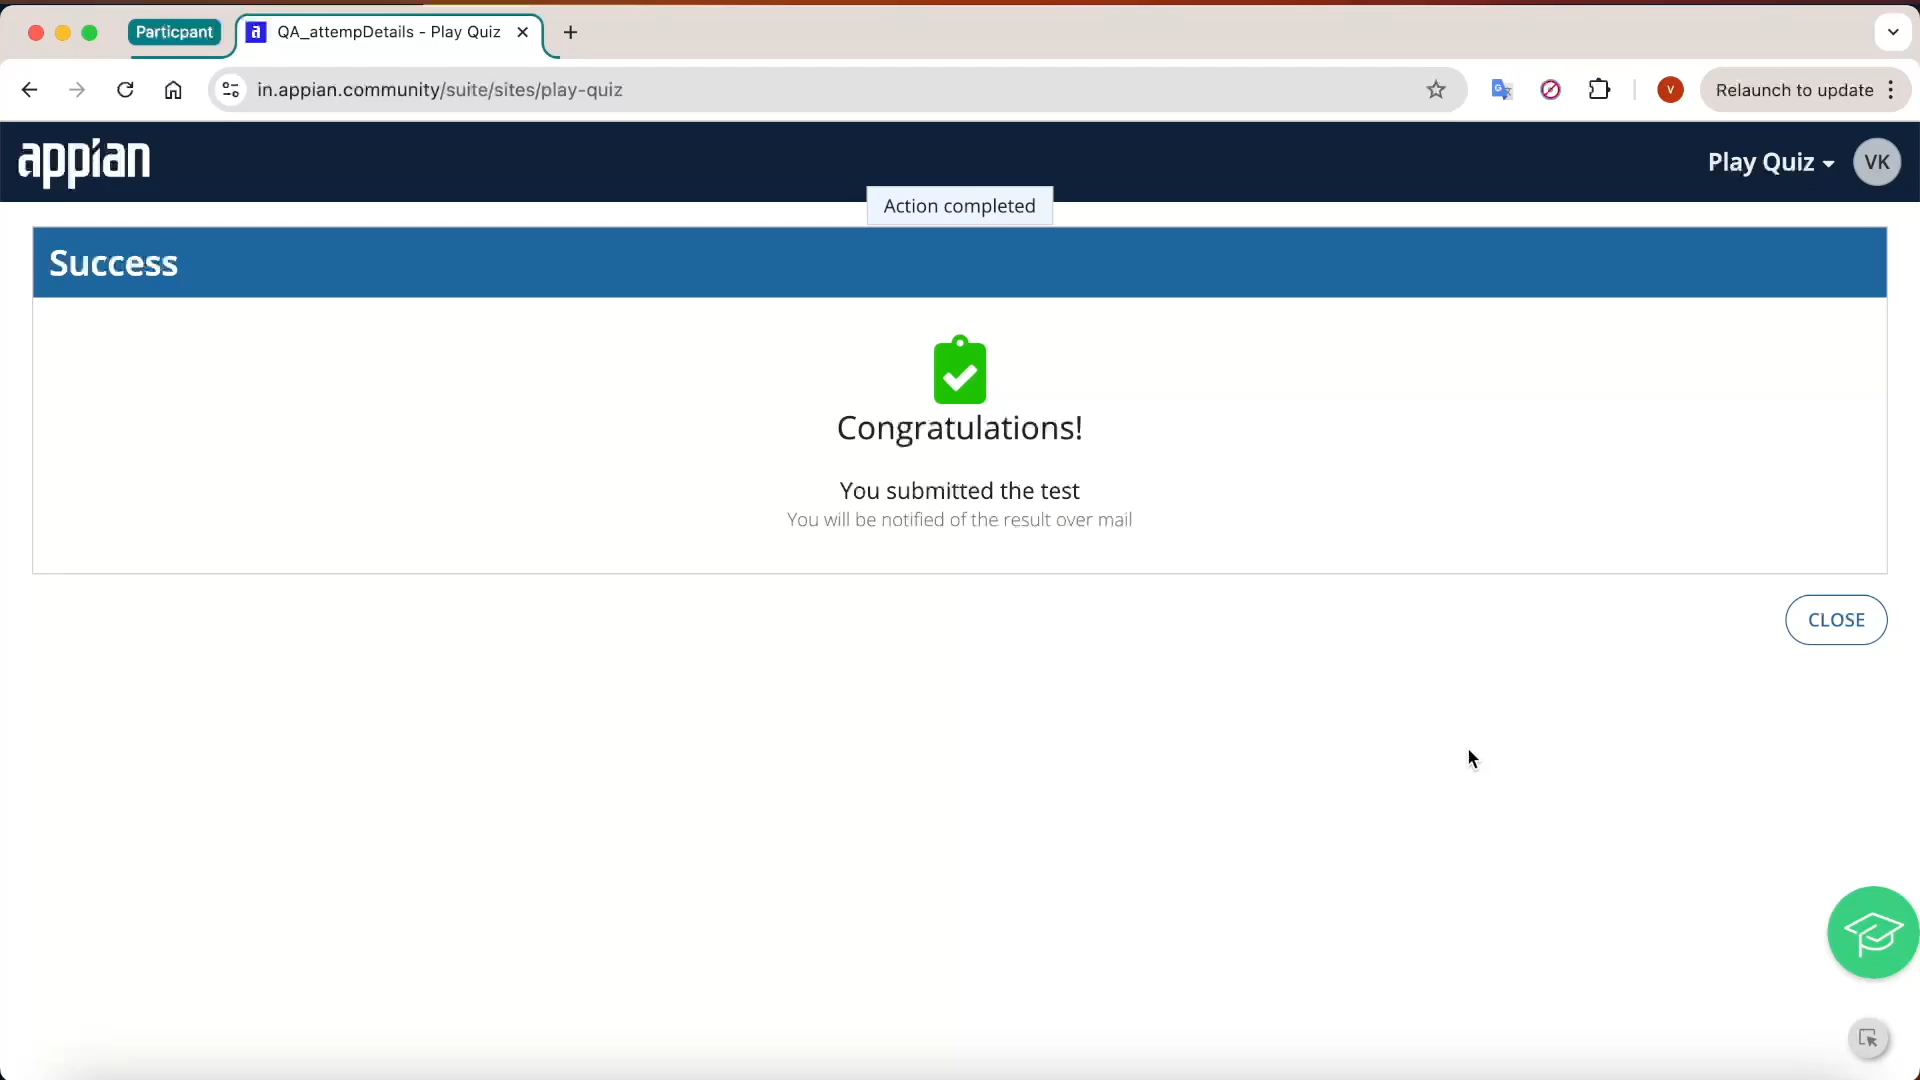 Particpant
QA_attempDetails - Play Quiz
in.appian.community/suite/sites/play-quiz
V
Relaunch to update
appian
Play Quiz
VK
Action completed
Success
Congratulations!
You submitted the test
You will be notified of the result over mail
CLOSE